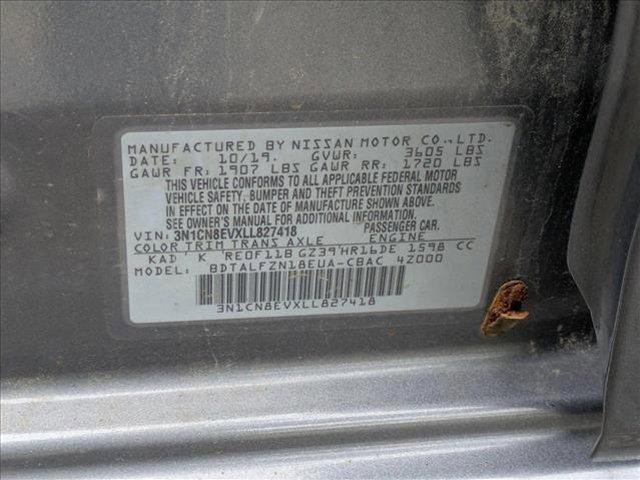 MANUFACTURED BY NISSAN MOTOR CO.,LTD.
DATE: 10/19. GVWR: 3605 LBS
GAWR FR: 1907 LBS GAWR RR: 1720 LBS
THIS VEHICLE CONFORMS TO ALL APPLICABLE FEDERAL MOTOR
VEHICLE SAFETY, BUMPER AND THEFT PREVENTION STANDARDS
IN EFFECT ON THE DATE OF MANUFACTURE SHOWN ABOVE.
SEE OWNER'S MANUAL FOR ADDITIONAL INFORMATION.
VIN: 3N1CN8EVXLL827418 PASSENGER CAR.
COLOR TRIM TRANS AXLE ENGINE
KAD ' K 'RE0F11B GZ39'HR16DE 1598 CC
MODEL: BDTALFZN18EUA-CBAC 4Z000
3N1CN8EVXLL827418